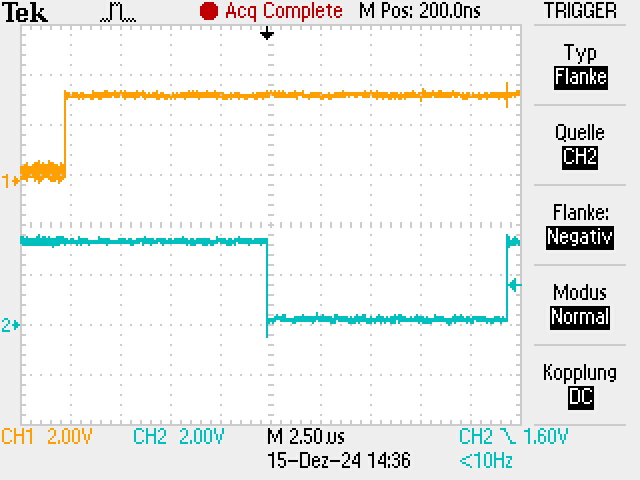 Tek Acq Complete M Pos: 200.0ns TRIGGER
Typ
Flanke
Quelle
CH2
1
Flanke:
Negativ
Modus
Normal
2
Kopplung
DC
CH1 2.00V CH2 2.00V M 2.50us CH2 1.60V
15-Dez-24 14:36 <10Hz